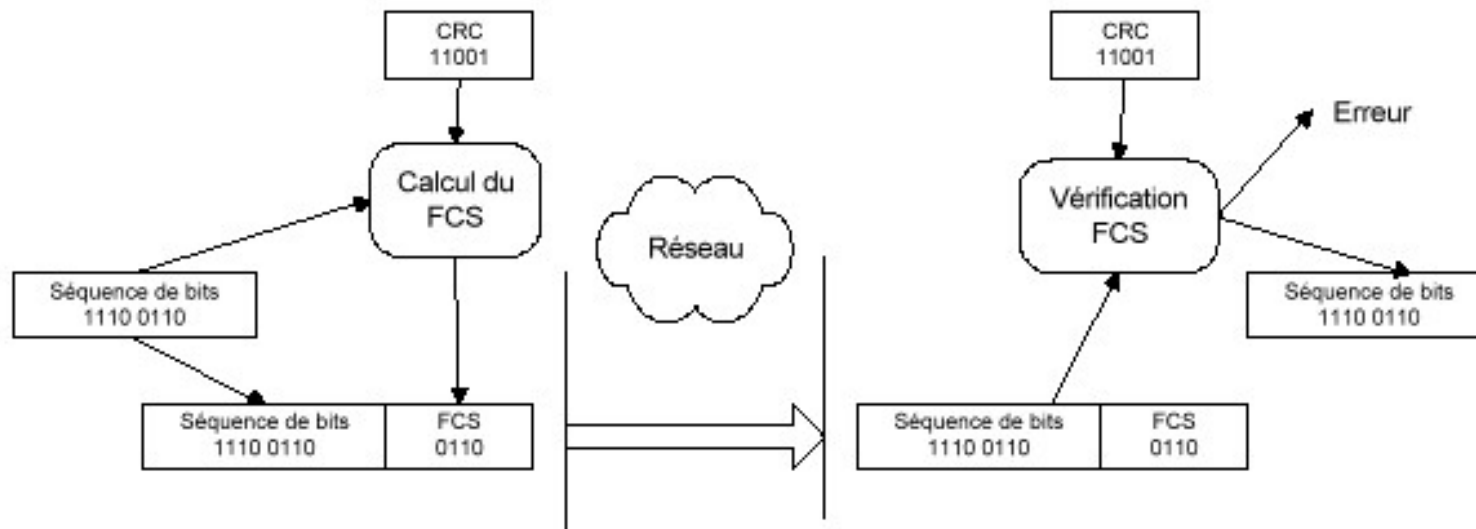 CRC
11001
CRC
11001
Erreur
Calcul du
FCS
Vérification
FCS
Réseau
Séquence de bits
1110 0110
Séquence de bits
1110 0110
Séquence de bits
1110 0110
FCS
0110
Séquence de bits
1110 0110
FCS
0110